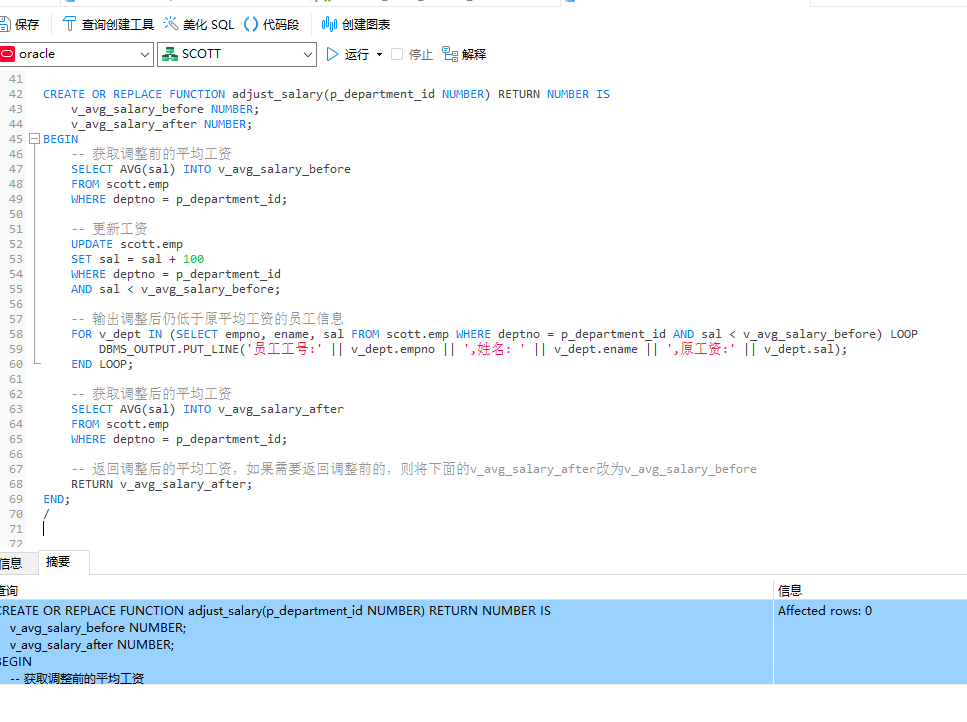 保存 查询创建工具 美化 SQL () 代码段 创建图表
oracle SCOTT 运行 停止 解释
41
42 CREATE OR REPLACE FUNCTION adjust_salary(p_department_id NUMBER) RETURN NUMBER IS
43 v_avg_salary_before NUMBER;
44 v_avg_salary_after NUMBER;
45 BEGIN
46 -- 获取调整前的平均工资
47 SELECT AVG(sal) INTO v_avg_salary_before
48 FROM scott.emp
49 WHERE deptno = p_department_id;
50
51 -- 更新工资
52 UPDATE scott.emp
53 SET sal = sal + 100
54 WHERE deptno = p_department_id
55 AND sal < v_avg_salary_before;
56
57 -- 输出调整后仍低于原平均工资的员工信息
58 FOR v_dept IN (SELECT empno, ename, sal FROM scott.emp WHERE deptno = p_department_id AND sal < v_avg_salary_before) LOOP
59 DBMS_OUTPUT.PUT_LINE('员工工号:' || v_dept.empno || ',姓名: ' || v_dept.ename || ',原工资:' || v_dept.sal);
60 END LOOP;
61
62 -- 获取调整后的平均工资
63 SELECT AVG(sal) INTO v_avg_salary_after
64 FROM scott.emp
65 WHERE deptno = p_department_id;
66
67 -- 返回调整后的平均工资，如果需要返回调整前的，则将下面的v_avg_salary_after改为v_avg_salary_before
68 RETURN v_avg_salary_after;
69 END;
70 /
71
72
信息 摘要
查询 信息
CREATE OR REPLACE FUNCTION adjust_salary(p_department_id NUMBER) RETURN NUMBER IS Affected rows: 0
v_avg_salary_before NUMBER;
v_avg_salary_after NUMBER;
BEGIN
-- 获取调整前的平均工资